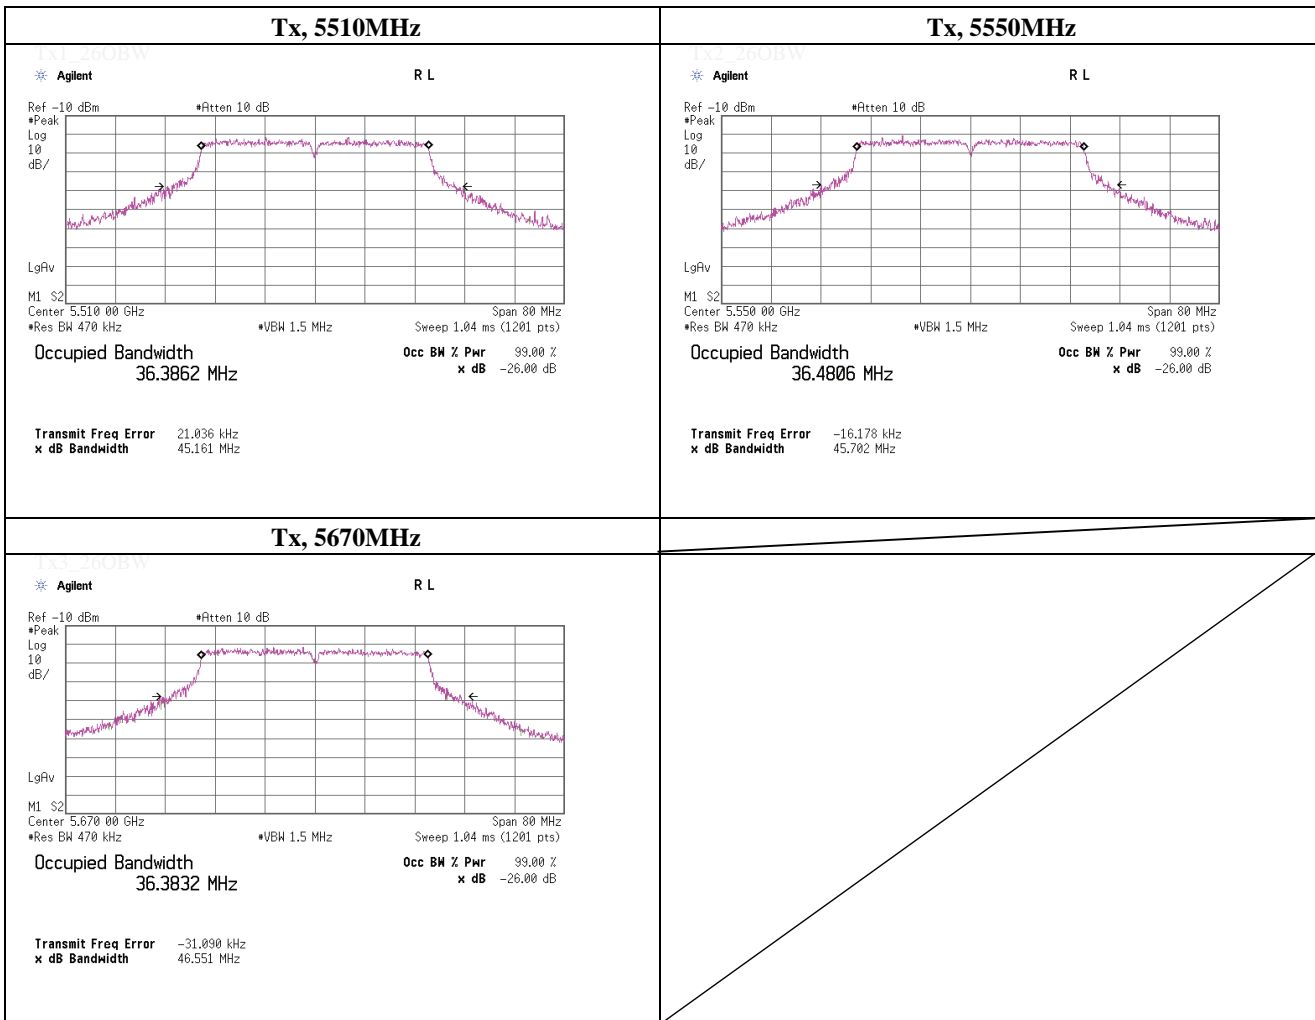 Tx, 5510MHz
Tx1_26OBW
Agilent
R L
Ref -10 dBm #Atten 10 dB
#Peak
Log
10
dB/
LgAv
M1 S2
Center 5.510 00 GHz Span 80 MHz
#Res BW 470 kHz #VBW 1.5 MHz Sweep 1.04 ms (1201 pts)
Occupied Bandwidth Occ BW % Pwr 99.00 %
36.3862 MHz x dB -26.00 dB
Transmit Freq Error 21.036 kHz
x dB Bandwidth 45.161 MHz
Tx, 5550MHz
Tx2_26OBW
Agilent
R L
Ref -10 dBm #Atten 10 dB
#Peak
Log
10
dB/
LgAv
M1 S2
Center 5.550 00 GHz Span 80 MHz
#Res BW 470 kHz #VBW 1.5 MHz Sweep 1.04 ms (1201 pts)
Occupied Bandwidth Occ BW % Pwr 99.00 %
36.4806 MHz x dB -26.00 dB
Transmit Freq Error -16.178 kHz
x dB Bandwidth 45.702 MHz
Tx, 5670MHz
Tx3_26OBW
Agilent
R L
Ref -10 dBm #Atten 10 dB
#Peak
Log
10
dB/
LgAv
M1 S2
Center 5.670 00 GHz Span 80 MHz
#Res BW 470 kHz #VBW 1.5 MHz Sweep 1.04 ms (1201 pts)
Occupied Bandwidth Occ BW % Pwr 99.00 %
36.3832 MHz x dB -26.00 dB
Transmit Freq Error -31.090 kHz
x dB Bandwidth 46.551 MHz